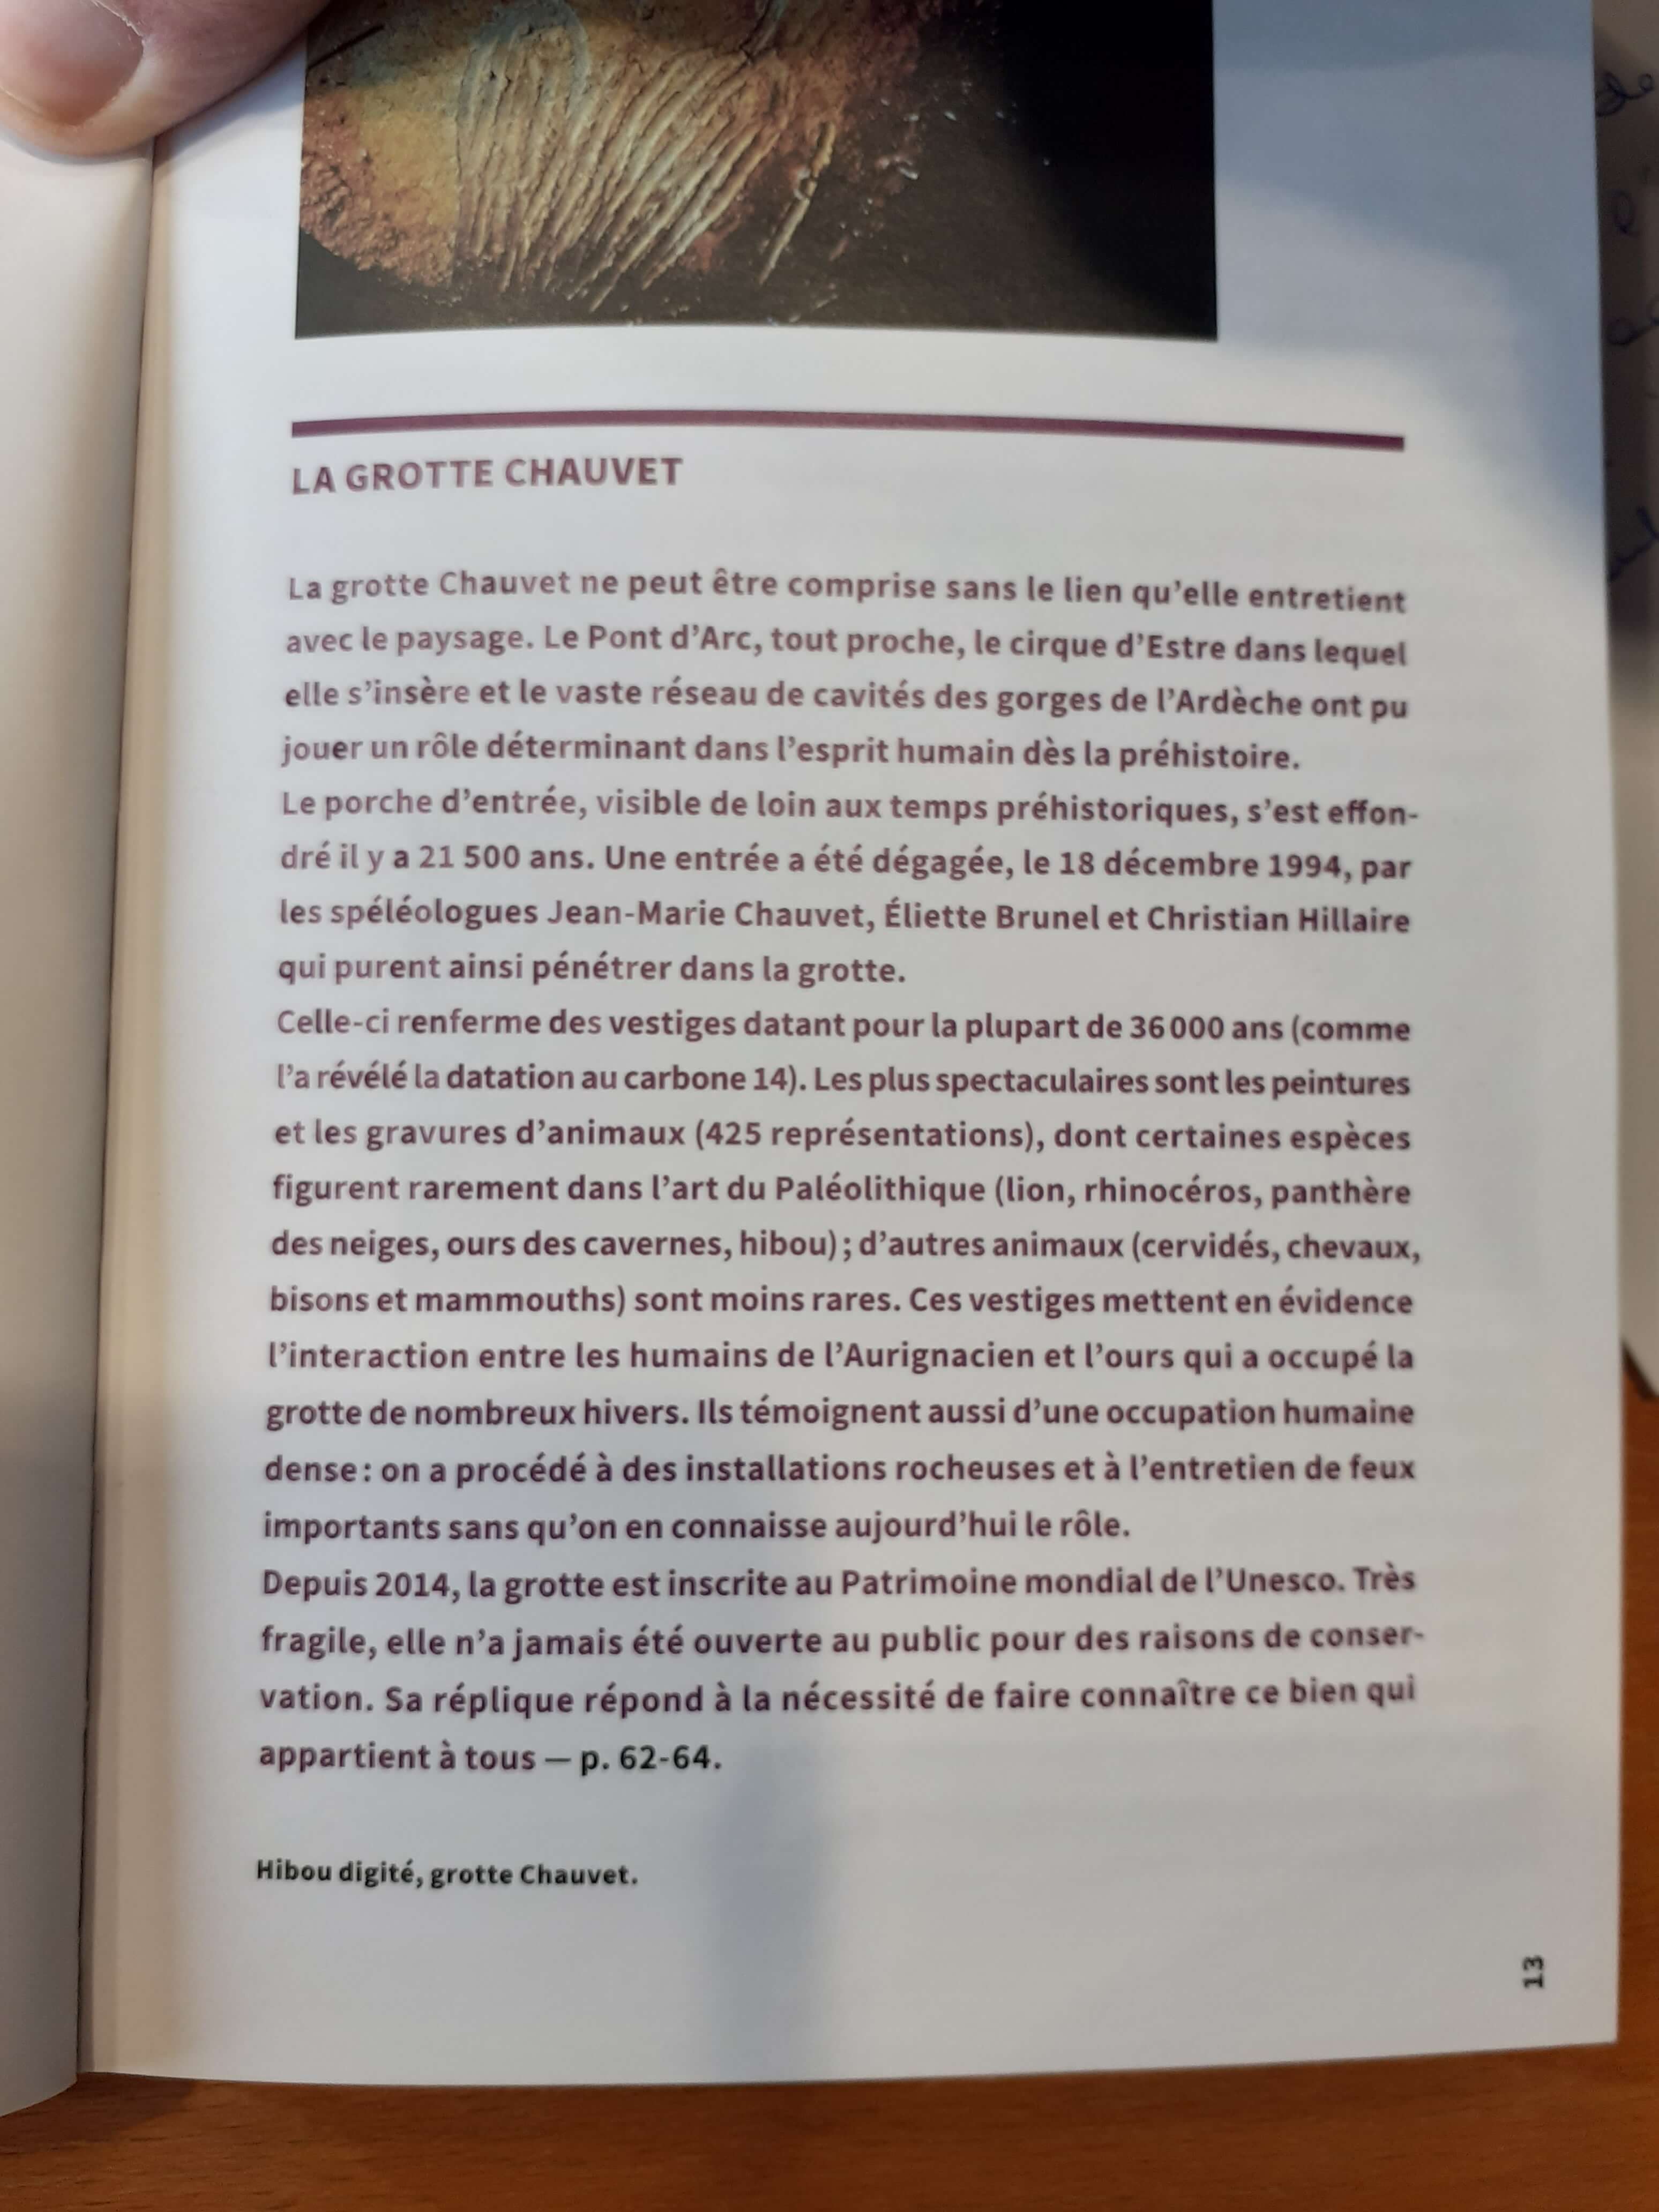 LA GROTTE CHAUVET
La grotte Chauvet ne peut être comprise sans le lien qu’elle entretient
avec le paysage. Le Pont d’Arc, tout proche, le cirque d’Estre dans lequel
elle s’insère et le vaste réseau de cavités des gorges de l’Ardèche ont pu
jouer un rôle déterminant dans l’esprit humain dès la préhistoire.
Le porche d’entrée, visible de loin aux temps préhistoriques, s’est effon-
dré il y a 21 500 ans. Une entrée a été dégagée, le 18 décembre 1994, par
les spéléologues Jean-Marie Chauvet, Éliette Brunel et Christian Hillaire
qui purent ainsi pénétrer dans la grotte.
Celle-ci renferme des vestiges datant pour la plupart de 36 000 ans (comme
l’a révélé la datation au carbone 14). Les plus spectaculaires sont les peintures
et les gravures d’animaux (425 représentations), dont certaines espèces
figurent rarement dans l’art du Paléolithique (lion, rhinocéros, panthère
des neiges, ours des cavernes, hibou) ; d’autres animaux (cervidés, chevaux,
bisons et mammouths) sont moins rares. Ces vestiges mettent en évidence
l’interaction entre les humains de l’Aurignacien et l’ours qui a occupé la
grotte de nombreux hivers. Ils témoignent aussi d’une occupation humaine
dense : on a procédé à des installations rocheuses et à l’entretien de feux
importants sans qu’on en connaisse aujourd’hui le rôle.
Depuis 2014, la grotte est inscrite au Patrimoine mondial de l’Unesco. Très
fragile, elle n’a jamais été ouverte au public pour des raisons de conser-
vation. Sa réplique répond à la nécessité de faire connaître ce bien qui
appartient à tous — p. 62-64.
Hibou digité, grotte Chauvet.
13